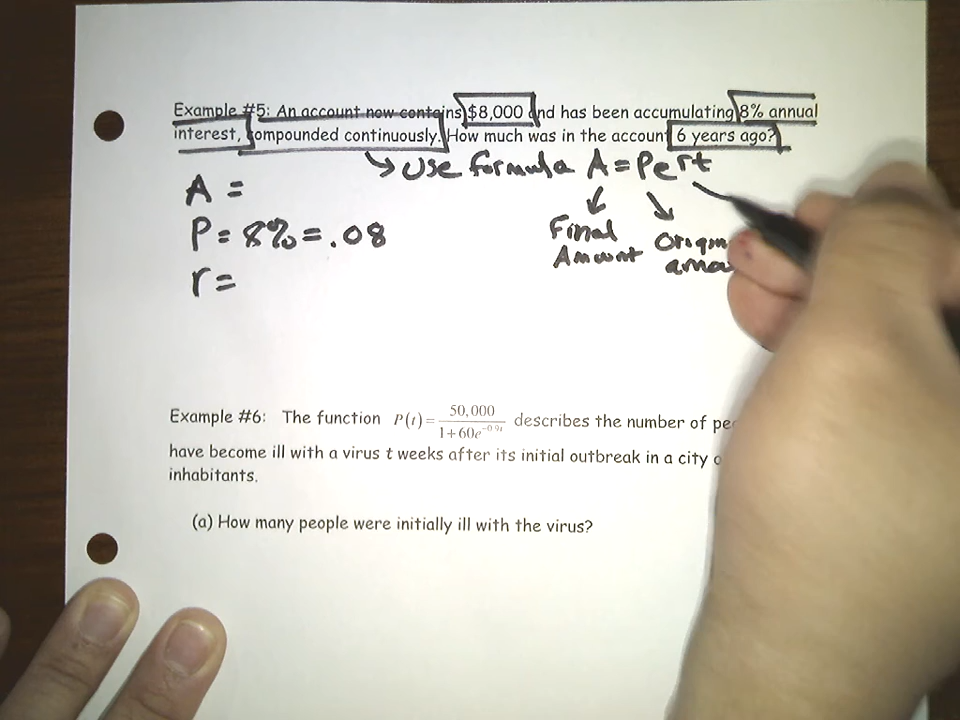 Example #5: An account now contains $8,000 and has been accumulating 8% annual
interest, compounded continuously. How much was in the account 6 years ago?
Use formula A = Pert
A =
P = 8% = .08
r =
Final
Amount
Example #6: The function P(t) = 50,000 / 1+60e^-0.9t describes the number of
have become ill with a virus t weeks after its initial outbreak in a city
inhabitants.
(a) How many people were initially ill with the virus?